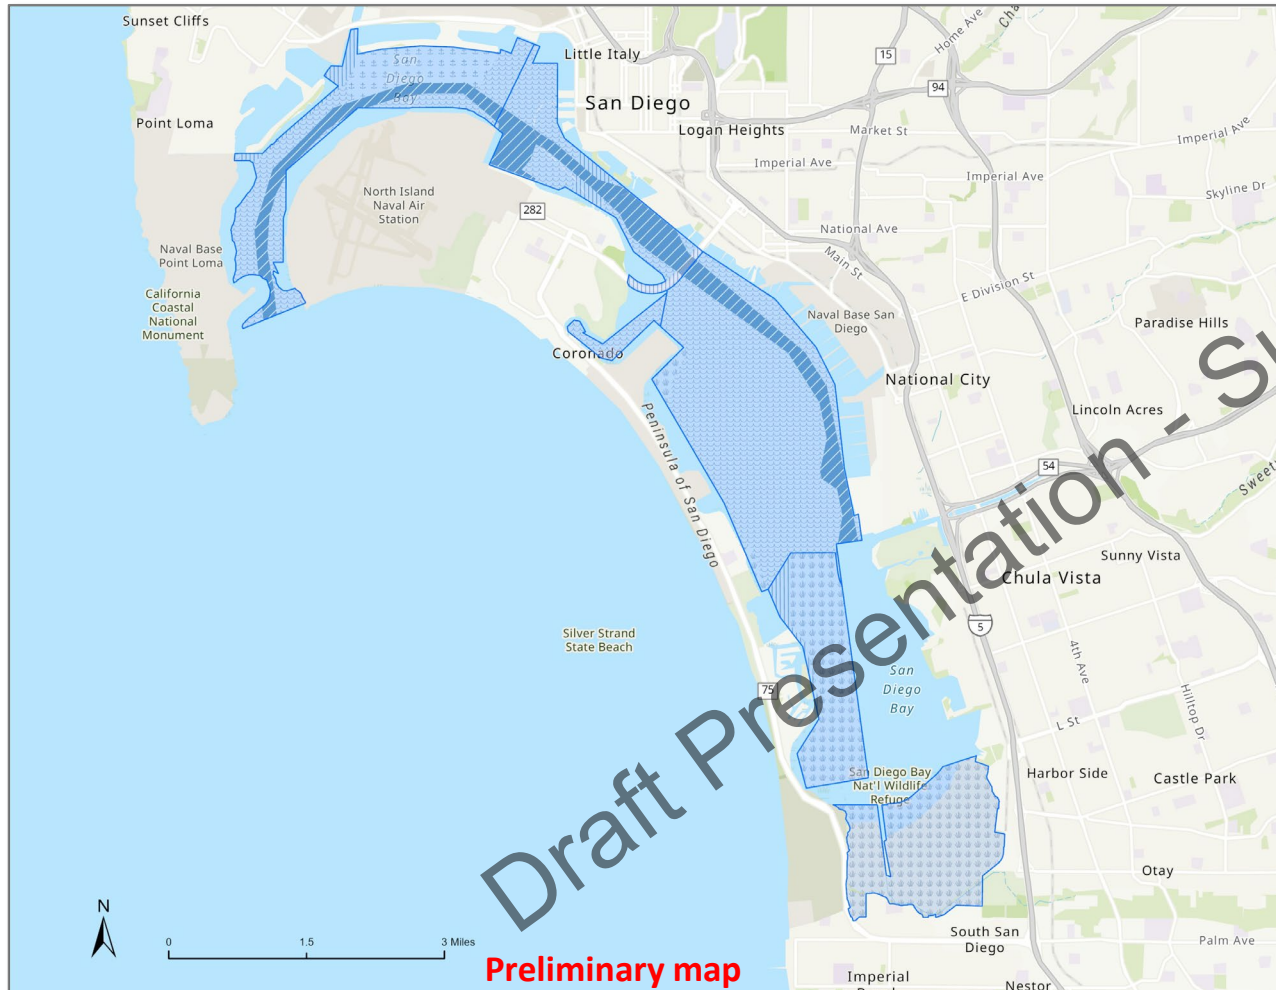 Sunset Cliffs
Little Italy
San Diego
Point Loma
San
Diego
Bay
Logan Heights
Home Ave
15
94
Market St
Imperial Ave
Imperial Ave
Imperial Ave
Skyline Dr
North Island
Naval Air
Station
282
National Ave
Main St
Naval Base
Point Loma
California
Coastal
National
Monument
E Division St
Naval Base San
Diego
Paradise Hills
Coronado
National City
Lincoln Acres
Peninsula of San Diego
54
Sunny Vista
Chula Vista
5
Silver Strand
State Beach
75
San
Diego
Bay
4th Ave
Hilltop Dr
L St
San Diego Bay
Nat'l Wildlife
Refuge
Harbor Side
Castle Park
Otay
South San
Diego
Palm Ave
Imperial
Nestor
N
0 1.5 3 Miles
Draft Presentation -
Preliminary map